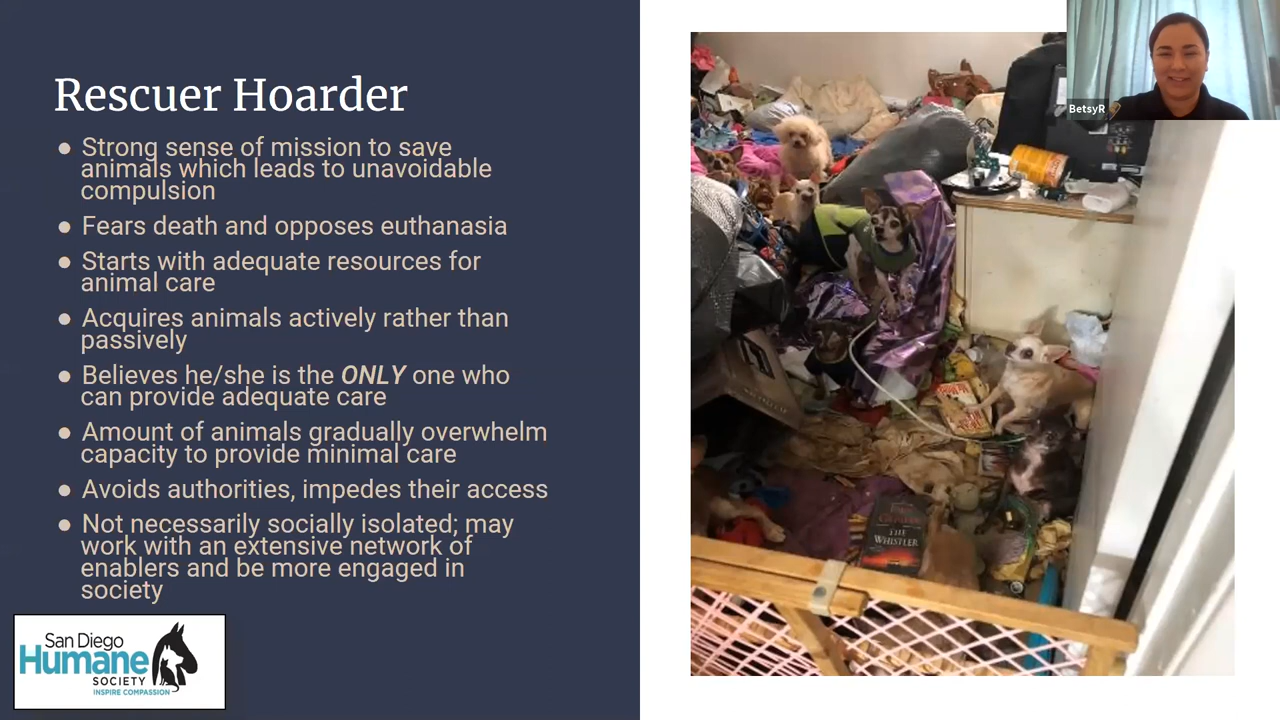 Rescuer Hoarder
● Strong sense of mission to save
animals which leads to unavoidable
compulsion
● Fears death and opposes euthanasia
● Starts with adequate resources for
animal care
● Acquires animals actively rather than
passively
● Believes he/she is the ONLY one who
can provide adequate care
● Amount of animals gradually overwhelm
capacity to provide minimal care
● Avoids authorities, impedes their access
● Not necessarily socially isolated; may
work with an extensive network of
enablers and be more engaged in
society
San Diego
Humane
SOCIETY
INSPIRE COMPASSION
BetsyR
THE
WHISTLER